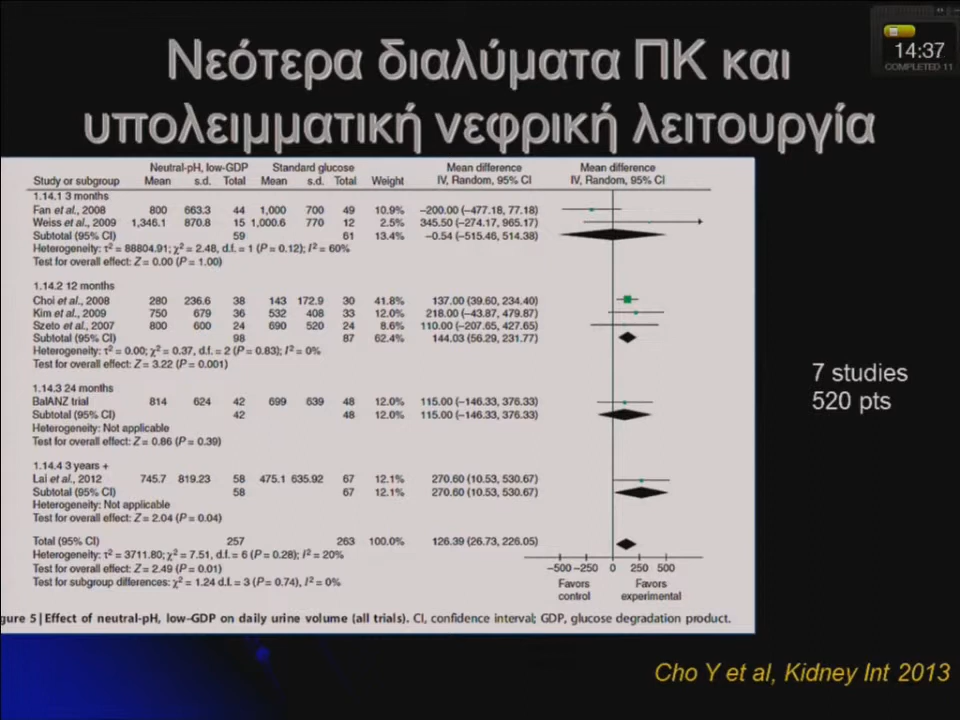 14:37
COMPLETED 11
Νεότερα διαλύματα ΠΚ και
υπολειμματική νεφρική λειτουργία
Neutral-pH, low-GDP Standard glucose Mean difference Mean difference
Study or subgroup Mean s.d. Total Mean s.d. Total Weight IV, Random, 95% CI IV, Random, 95% CI
1.14.1 3 months
Fan et al., 2008 800 663.3 44 1,000 700 49 10.9% −200.00 (−477.18, 77.18)
Weiss et al., 2009 1,346.1 870.8 15 1,000.6 770 12 2.5% 345.50 (−274.17, 965.17)
Subtotal (95% CI) 59 61 13.4% −0.54 (−515.46, 514.38)
Heterogeneity: τ² = 88804.91; χ² = 2.48, d.f. = 1 (P = 0.12); I² = 60%
Test for overall effect: Z = 0.00 (P = 1.00)
1.14.2 12 months
Choi et al., 2008 280 236.6 38 143 172.9 30 41.8% 137.00 (39.60, 234.40)
Kim et al., 2009 750 679 36 532 408 33 12.0% 218.00 (−43.87, 479.87)
Szeto et al., 2007 800 600 24 690 520 24 8.6% 110.00 (−207.65, 427.65)
Subtotal (95% CI) 98 87 62.4% 144.03 (56.29, 231.77)
Heterogeneity: τ² = 0.00; χ² = 0.37, d.f. = 2 (P = 0.83); I² = 0%
Test for overall effect: Z = 3.22 (P = 0.001)
1.14.3 24 months
BalANZ trial 814 624 42 699 639 48 12.0% 115.00 (−146.33, 376.33)
Subtotal (95% CI) 42 48 12.0% 115.00 (−146.33, 376.33)
Heterogeneity: Not applicable
Test for overall effect: Z = 0.86 (P = 0.39)
1.14.4 3 years +
Lai et al., 2012 745.7 819.23 58 475.1 635.92 67 12.1% 270.60 (10.53, 530.67)
Subtotal (95% CI) 58 67 12.1% 270.60 (10.53, 530.67)
Heterogeneity: Not applicable
Test for overall effect: Z = 2.04 (P = 0.04)
Total (95% CI) 257 263 100.0% 126.39 (26.73, 226.05)
Heterogeneity: τ² = 3711.80; χ² = 7.51, d.f. = 6 (P = 0.28); I² = 20%
Test for overall effect: Z = 2.49 (P = 0.01)
Test for subgroup differences: χ² = 1.24 d.f. = 3 (P = 0.74), I² = 0%
−500 −250 0 250 500
Favors control Favors experimental
gure 5 | Effect of neutral-pH, low-GDP on daily urine volume (all trials). CI, confidence interval; GDP, glucose degradation product.
7 studies
520 pts
Cho Y et al, Kidney Int 2013